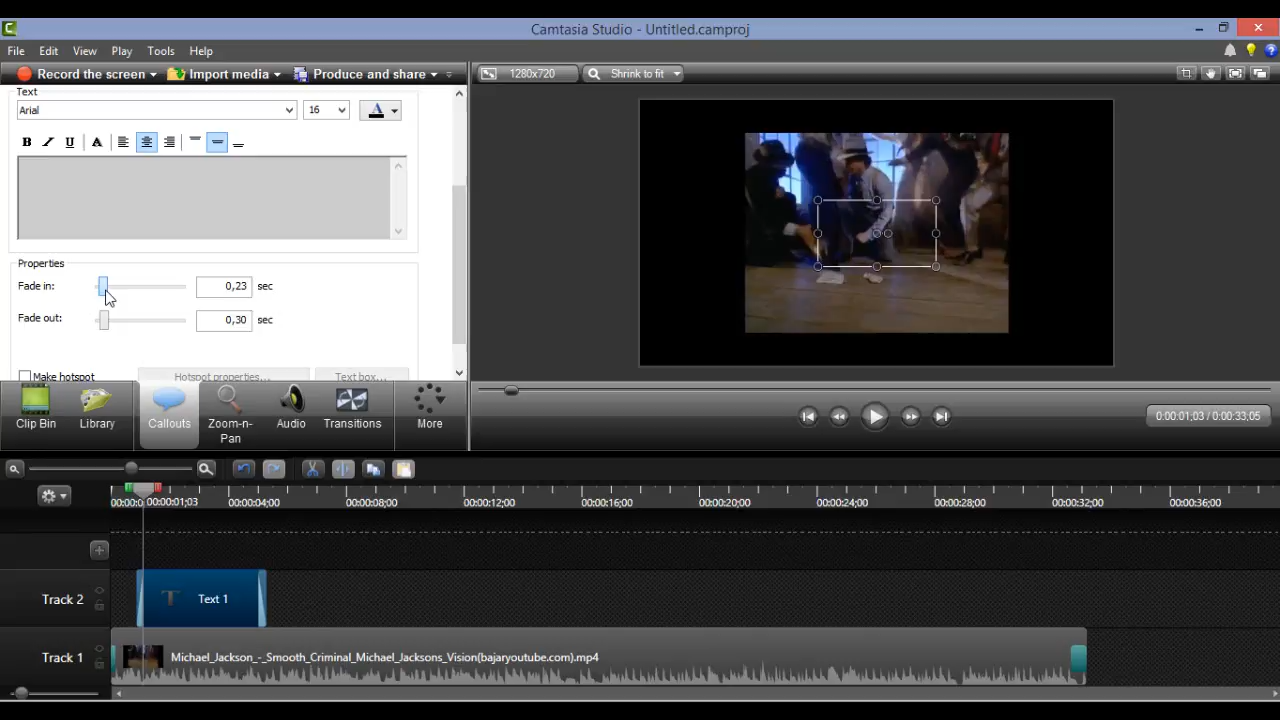 Camtasia Studio - Untitled.camproj
File Edit View Play Tools Help
Record the screen Import media Produce and share
1280x720 Shrink to fit
Text
Arial 16 A
B I U A
Properties
Fade in: 0,23 sec
Fade out: 0,30 sec
Make hotspot Hotspot properties... Text box...
Clip Bin Library Callouts Zoom-n-Pan Audio Transitions More
0:00:01;03 / 0:00:33;05
00:00:0 00:00:01;03 00:00:04;00 00:00:08;00 00:00:12;00 00:00:16;00 00:00:20;00 00:00:24;00 00:00:28;00 00:00:32;00 00:00:36;00
Track 2 T Text 1
Track 1 Michael_Jackson_-_Smooth_Criminal_Michael_Jacksons_Vision(bajaryoutube.com).mp4